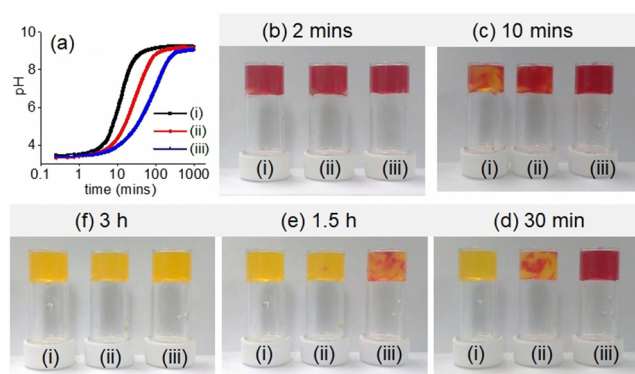 (a)
10
8
6
4
pH
(i)
(ii)
(iii)
0.1 1 10 100 1000
time (mins)
(b) 2 mins
(i) (ii) (iii)
(c) 10 mins
(i) (ii) (iii)
(f) 3 h
(i) (ii) (iii)
(e) 1.5 h
(i) (ii) (iii)
(d) 30 min
(i) (ii) (iii)